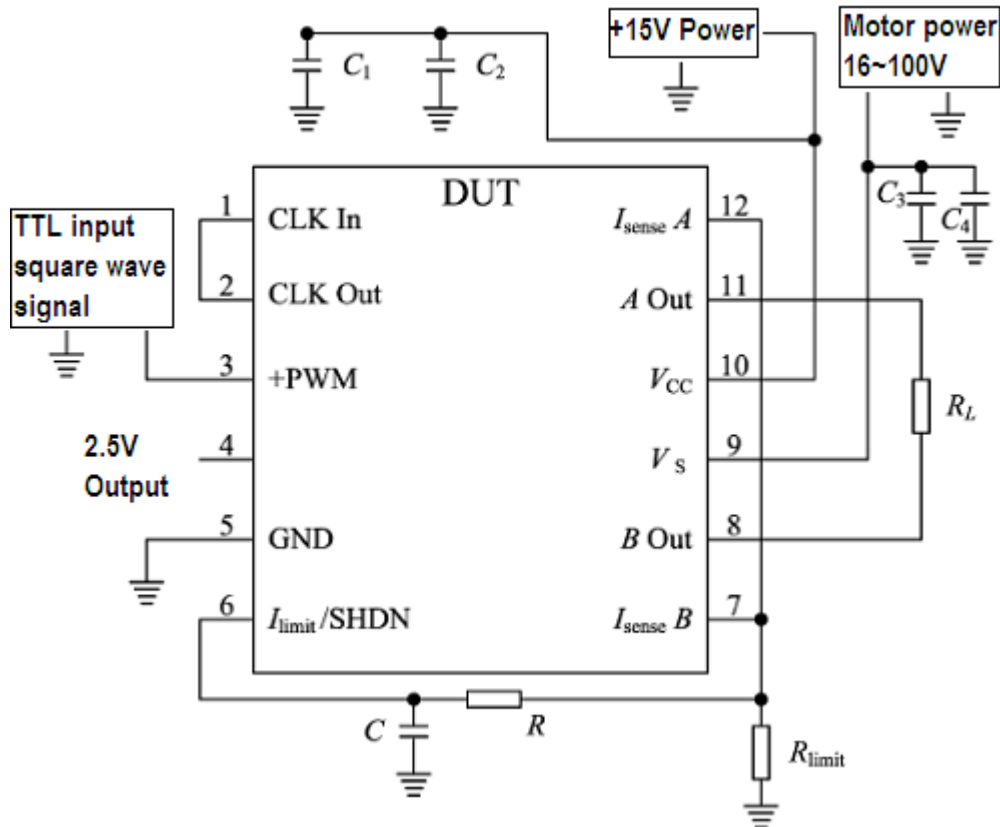 C1
C2
+15V Power
Motor power
16~100V
C3
C4
DUT
TTL input
square wave
signal
1
CLK In
2
CLK Out
3
+PWM
2.5V
Output
4
5
GND
6
Ilimit/SHDN
Isense A
12
A Out
11
VCC
10
VS
9
B Out
8
Isense B
7
RL
C
R
Rlimit